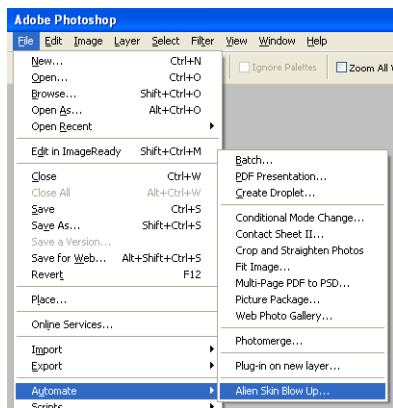 Adobe Photoshop
File Edit Image Layer Select Filter View Window Help
Ignore Palettes Zoom All
New... Ctrl+N
Open... Ctrl+O
Browse... Shift+Ctrl+O
Open As... Alt+Ctrl+O
Open Recent
Edit in ImageReady Shift+Ctrl+M
Close Ctrl+W
Close All Alt+Ctrl+W
Save Ctrl+S
Save As... Shift+Ctrl+S
Save a Version...
Save for Web... Alt+Shift+Ctrl+S
Revert F12
Place...
Online Services...
Import
Export
Automate
Scripts
Batch...
PDF Presentation...
Create Droplet...
Conditional Mode Change...
Contact Sheet II...
Crop and Straighten Photos
Fit Image...
Multi-Page PDF to PSD...
Picture Package...
Web Photo Gallery...
Photomerge...
Plug-in on new layer...
Alien Skin Blow Up...